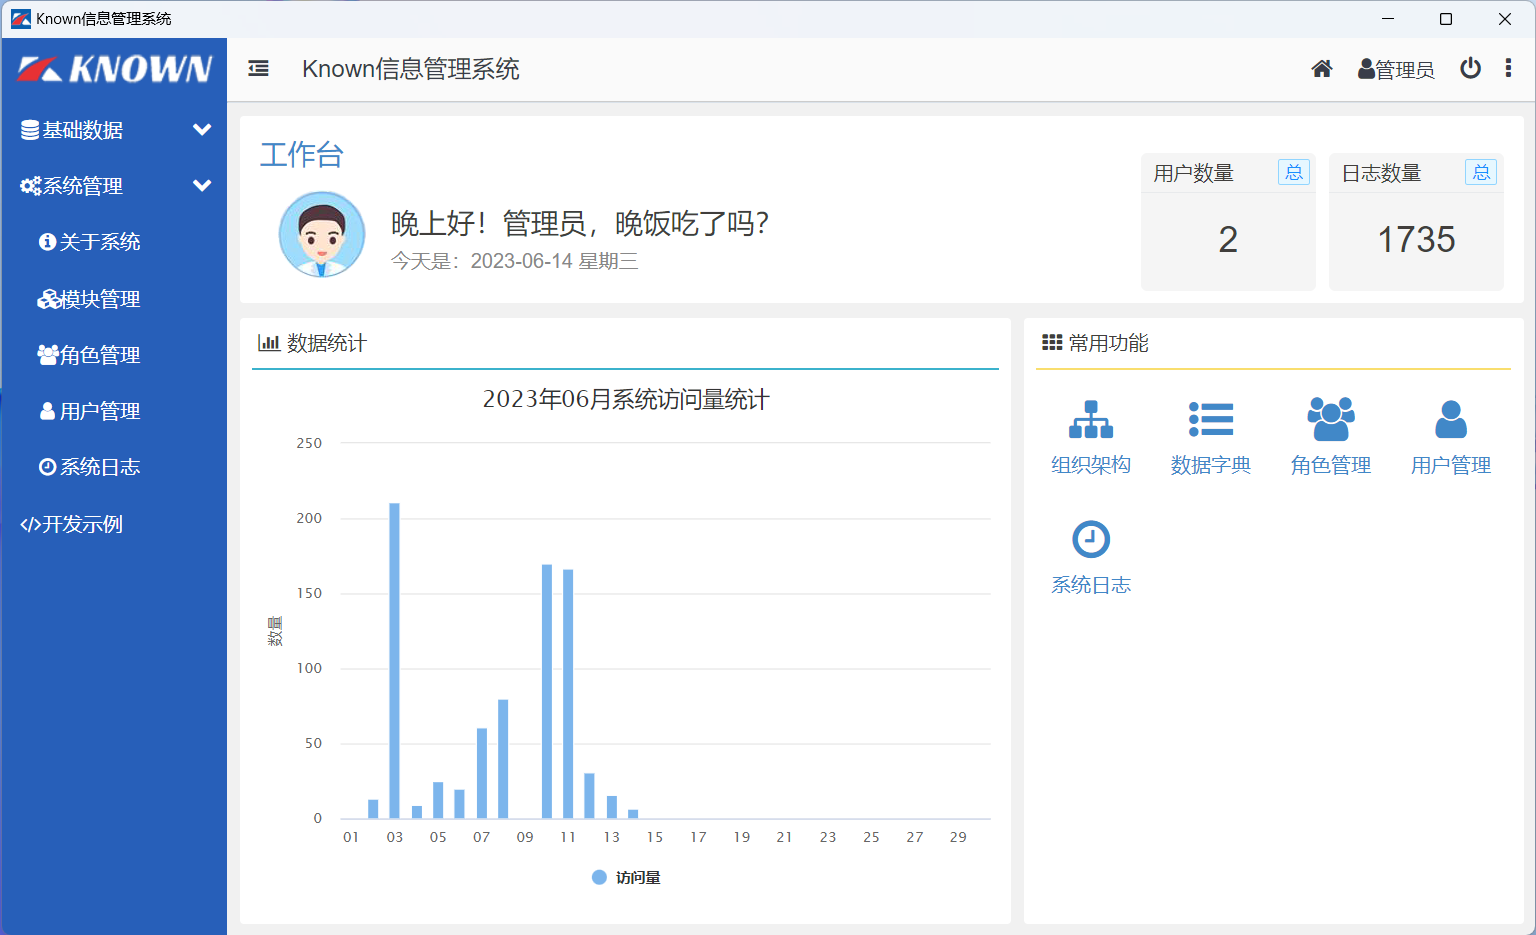 Known信息管理系统
KNOWN
Known信息管理系统
管理员
基础数据
系统管理
关于系统
模块管理
角色管理
用户管理
系统日志
开发示例
工作台
晚上好！管理员，晚饭吃了吗？
今天是：2023-06-14 星期三
用户数量 总
2
日志数量 总
1735
数据统计
2023年06月系统访问量统计
数量
250
200
150
100
50
0
01 03 05 07 09 11 13 15 17 19 21 23 25 27 29
访问量
常用功能
组织架构 数据字典 角色管理 用户管理
系统日志